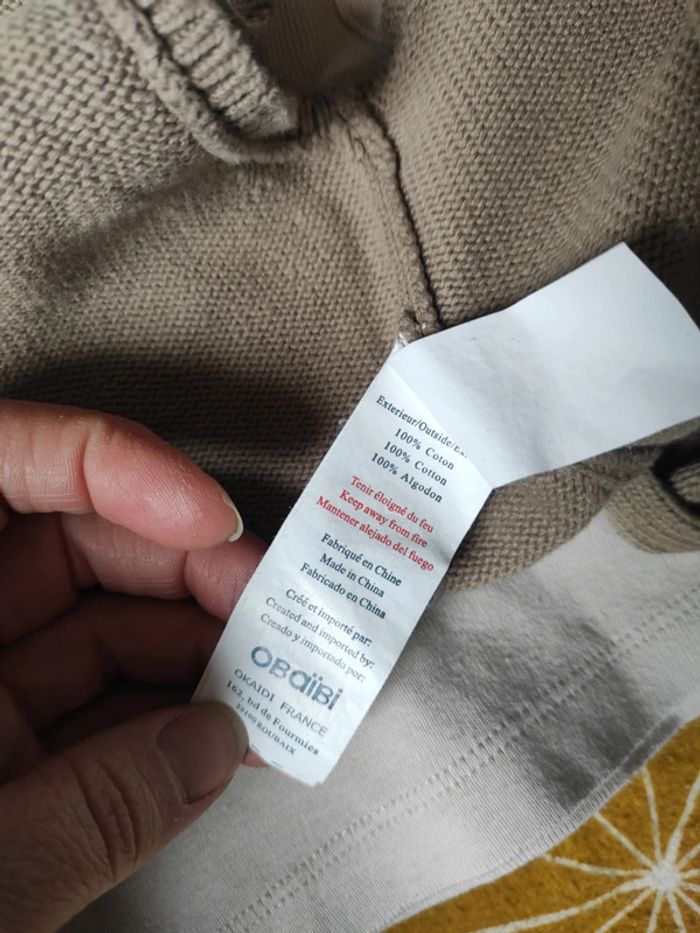 Exterieur/Outside/
100% Coton
100% Cotton
100% Algodon
Tenir éloigné du feu
Keep away from fire
Mantener alejado del fuego
Fabriqué en Chine
Made in China
Fabricado en China
Créé et importé par:
Created and imported by:
Creado y importado por:
OBaïBi
OKAIDI FRANCE
162, bd de Fourmies
59100 ROUBAIX